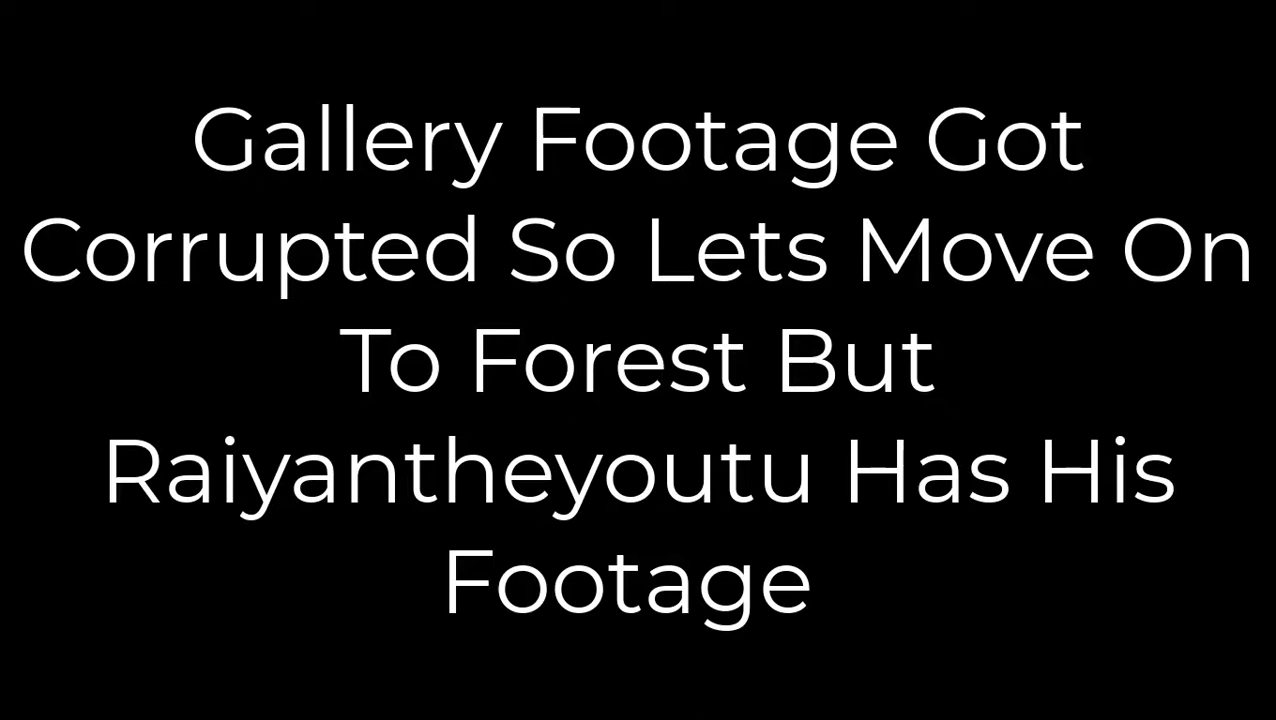 Gallery Footage Got
Corrupted So Lets Move On
To Forest But
Raiyantheyoutu Has His
Footage